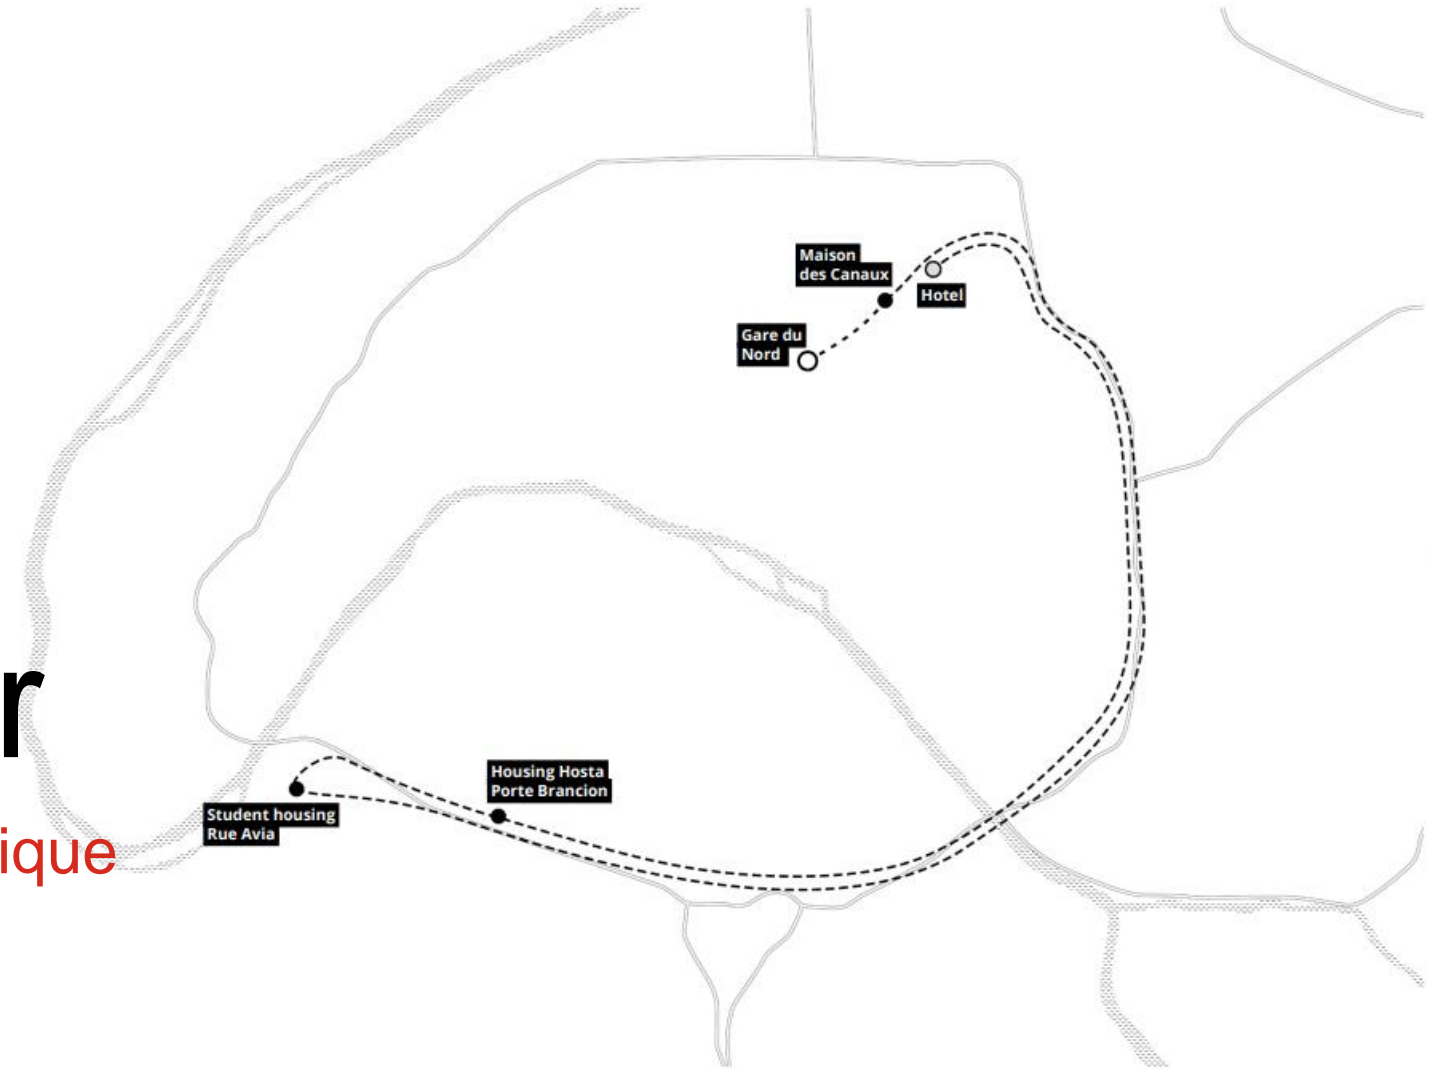 Maison
des Canaux
Hotel
Gare du
Nord
r
Housing Hosta
Porte Brancion
Student housing
Rue Avia
ique